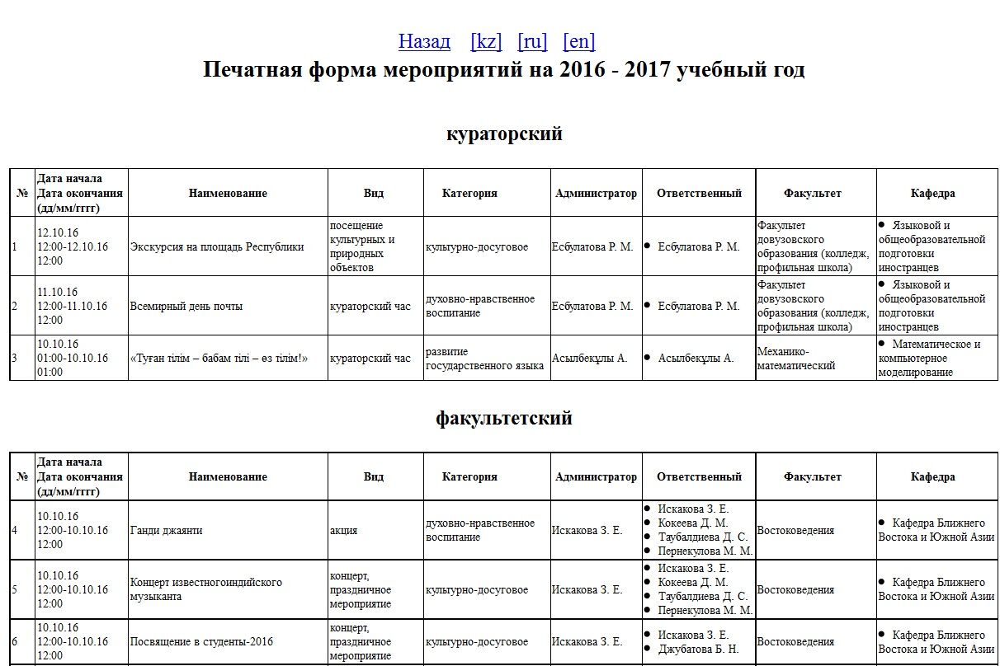 Назад [kz] [ru] [en]
Печатная форма мероприятий на 2016 - 2017 учебный год
кураторский
№ Дата начала Дата окончания (дд/мм/гггг) Наименование Вид Категория Администратор Ответственный Факультет Кафедра
1
12.10.16
12:00-12.10.16
12:00
Экскурсия на площадь Республики
посещение
культурных и
природных
объектов
культурно-досуговое
Есбулатова Р. М.
● Есбулатова Р. М.
Факультет
довузовского
образования (колледж,
профильная школа)
● Языковой и
общеобразовательной
подготовки
иностранцев
2
11.10.16
12:00-11.10.16
12:00
Всемирный день почты
кураторский час
духовно-нравственное
воспитание
Есбулатова Р. М.
● Есбулатова Р. М.
Факультет
довузовского
образования (колледж,
профильная школа)
● Языковой и
общеобразовательной
подготовки
иностранцев
3
10.10.16
01:00-10.10.16
01:00
«Туған тілім – бабам тілі – өз тілім!»
кураторский час
развитие
государственного языка
Асылбекұлы А.
● Асылбекұлы А.
Механико-
математический
● Математическое и
компьютерное
моделирование
факультетский
№ Дата начала Дата окончания (дд/мм/гггг) Наименование Вид Категория Администратор Ответственный Факультет Кафедра
4
10.10.16
12:00-10.10.16
12:00
Ганди джаянти
акция
духовно-нравственное
воспитание
Искакова З. Е.
● Искакова З. Е.
● Кокеева Д. М.
● Таубалдиева Д. С.
● Пернекулова М. М.
Востоковедения
● Кафедра Ближнего
Востока и Южной Азии
5
10.10.16
12:00-10.10.16
12:00
Концерт известногоиндийского
музыканта
концерт,
праздничное
мероприятие
культурно-досуговое
Искакова З. Е.
● Искакова З. Е.
● Кокеева Д. М.
● Таубалдиева Д. С.
● Пернекулова М. М.
Востоковедения
● Кафедра Ближнего
Востока и Южной Азии
6
10.10.16
12:00-10.10.16
12:00
Посвящение в студенты-2016
концерт,
праздничное
мероприятие
культурно-досуговое
Искакова З. Е.
● Искакова З. Е.
● Джубатова Б. Н.
Востоковедения
● Кафедра Ближнего
Востока и Южной Азии